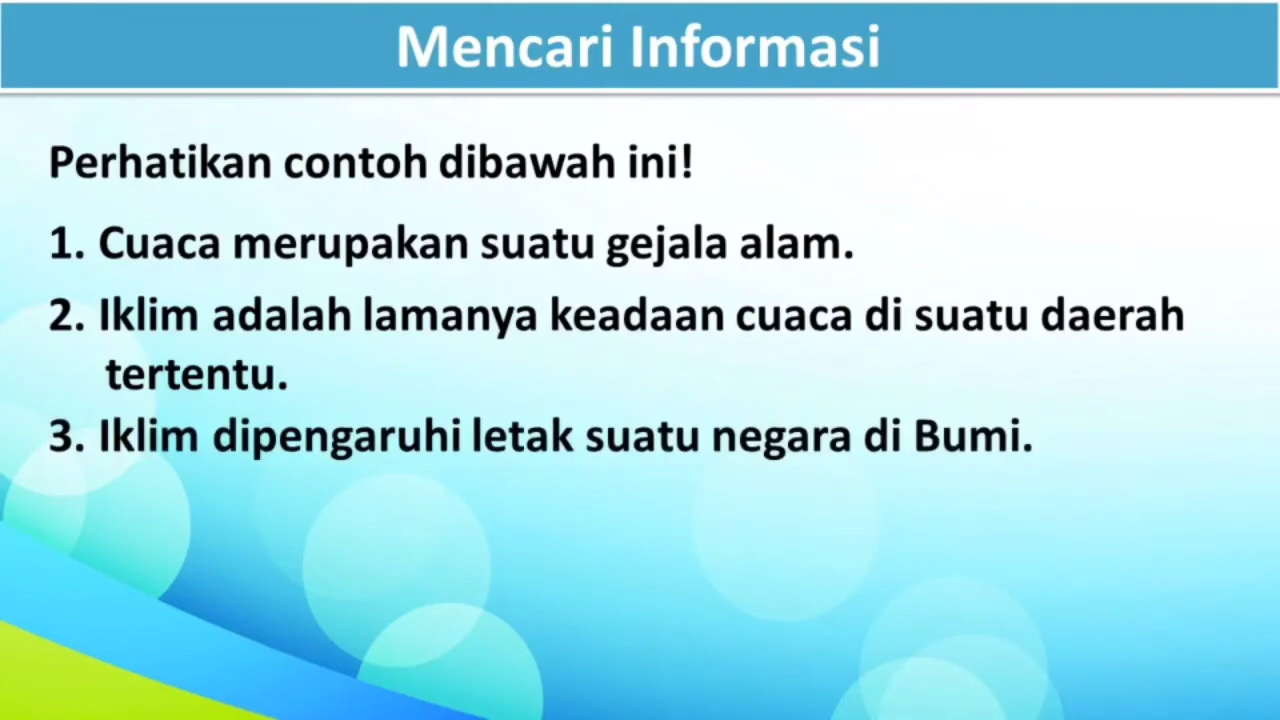 Mencari Informasi
Perhatikan contoh dibawah ini!
1. Cuaca merupakan suatu gejala alam.
2. Iklim adalah lamanya keadaan cuaca di suatu daerah
tertentu.
3. Iklim dipengaruhi letak suatu negara di Bumi.